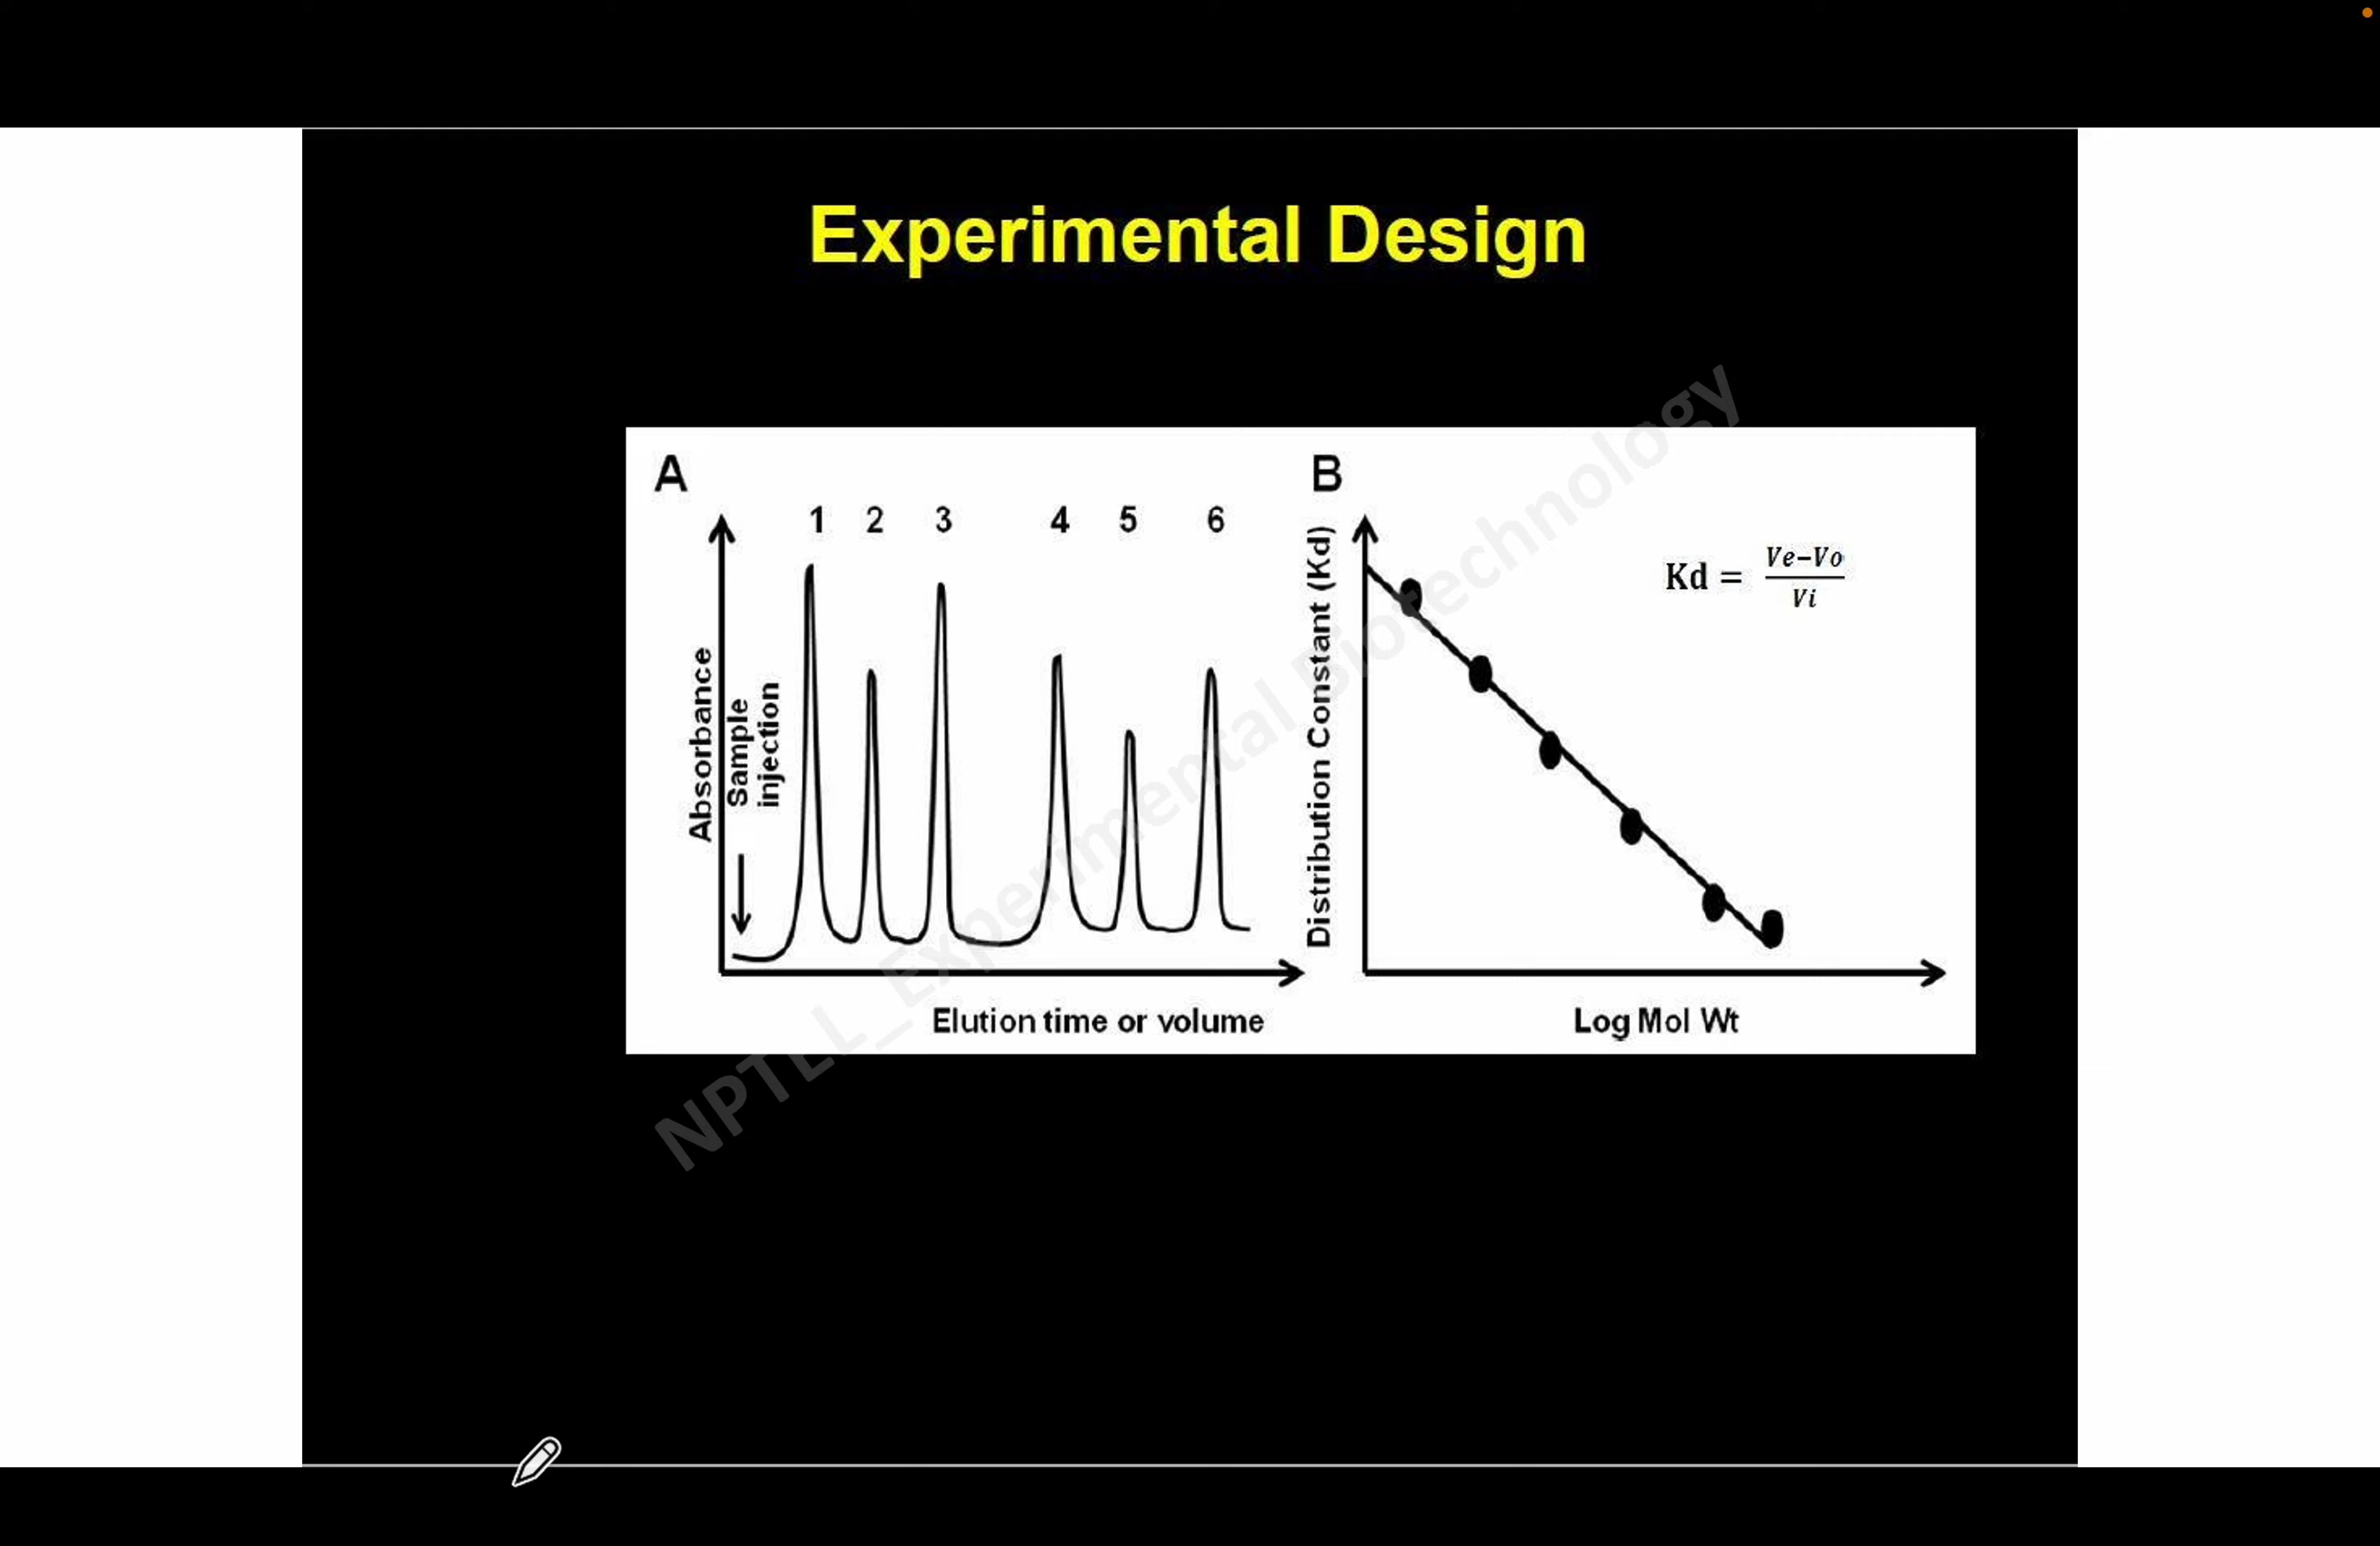 Experimental Design
A
1 2 3 4 5 6
Absorbance
Sample
injection
Elution time or volume
B
Distribution Constant (Kd)
Kd = Ve−Vo
Vi
Log Mol Wt
NPTEL_Experimental Biotechnology